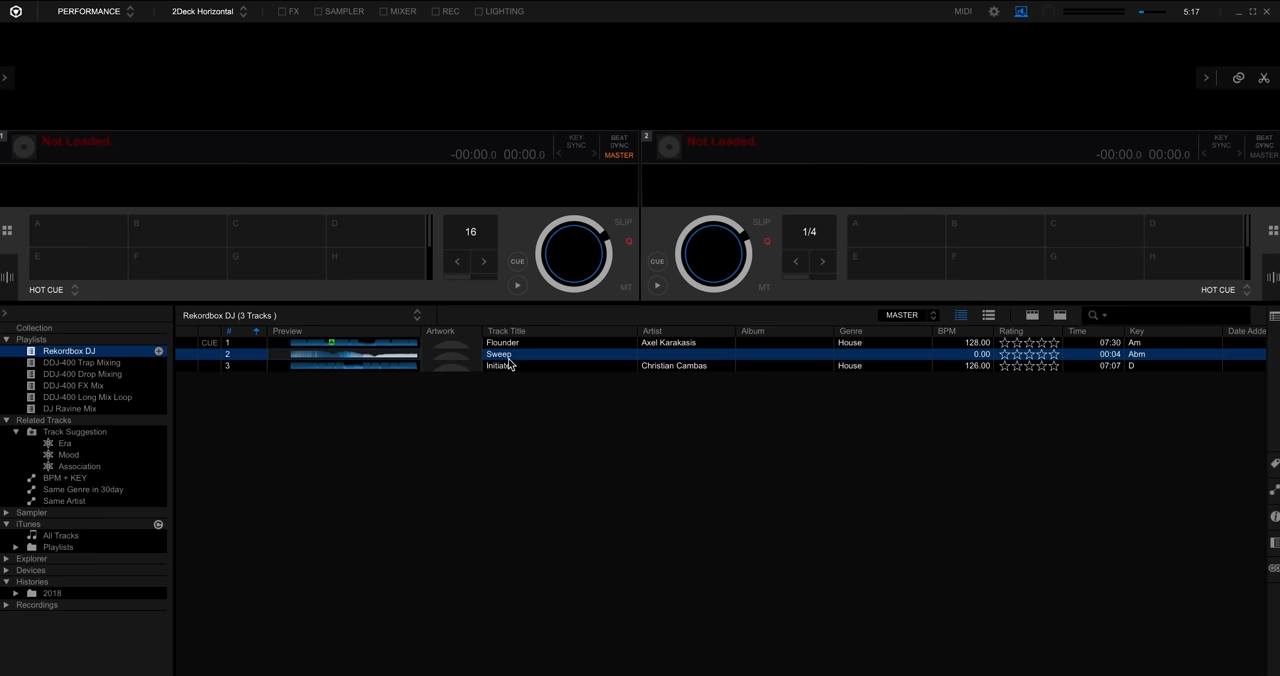 PERFORMANCE 2Deck Horizontal FX SAMPLER MIXER REC LIGHTING MIDI 5:17
1 Not Loaded. -00:00.0 00:00.0 KEY SYNC BEAT SYNC MASTER
2 Not Loaded. -00:00.0 00:00.0 KEY SYNC BEAT SYNC MASTER
A B C D 16 SLIP Q
E F G H CUE MT
HOT CUE
SLIP Q 1/4 A B C D
CUE MT E F G H
HOT CUE
Collection
Playlists
Rekordbox DJ
DDJ-400 Trap Mixing
DDJ-400 Drop Mixing
DDJ-400 FX Mix
DDJ-400 Long Mix Loop
DJ Ravine Mix
Related Tracks
Track Suggestion
Era
Mood
Association
BPM + KEY
Same Genre in 30day
Same Artist
Sampler
iTunes
All Tracks
Playlists
Explorer
Devices
Histories
2018
Recordings
Rekordbox DJ (3 Tracks ) MASTER
# Preview Artwork Track Title Artist Album Genre BPM Rating Time Key Date Adde
CUE 1 A Flounder Axel Karakasis House 128.00 07:30 Am
2 Sweep 0.00 00:04 Abm
3 Christian Cambas House 126.00 07:07 D